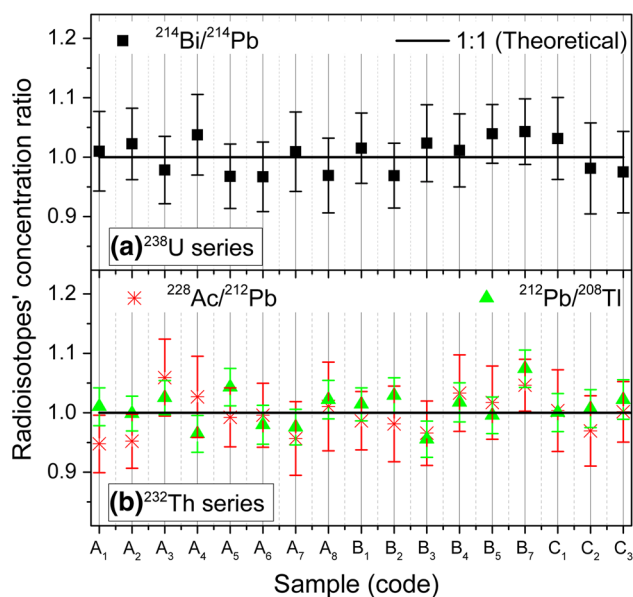 Radioisotopes' concentration ratio
1.2
1.1
1.0
0.9
²¹⁴Bi/²¹⁴Pb
1:1 (Theoretical)
(a) ²³⁸U series
1.2
1.1
1.0
0.9
²²⁸Ac/²¹²Pb
²¹²Pb/²⁰⁸Tl
(b) ²³²Th series
A₁ A₂ A₃ A₄ A₅ A₆ A₇ A₈ B₁ B₂ B₃ B₄ B₅ B₇ C₁ C₂ C₃
Sample (code)